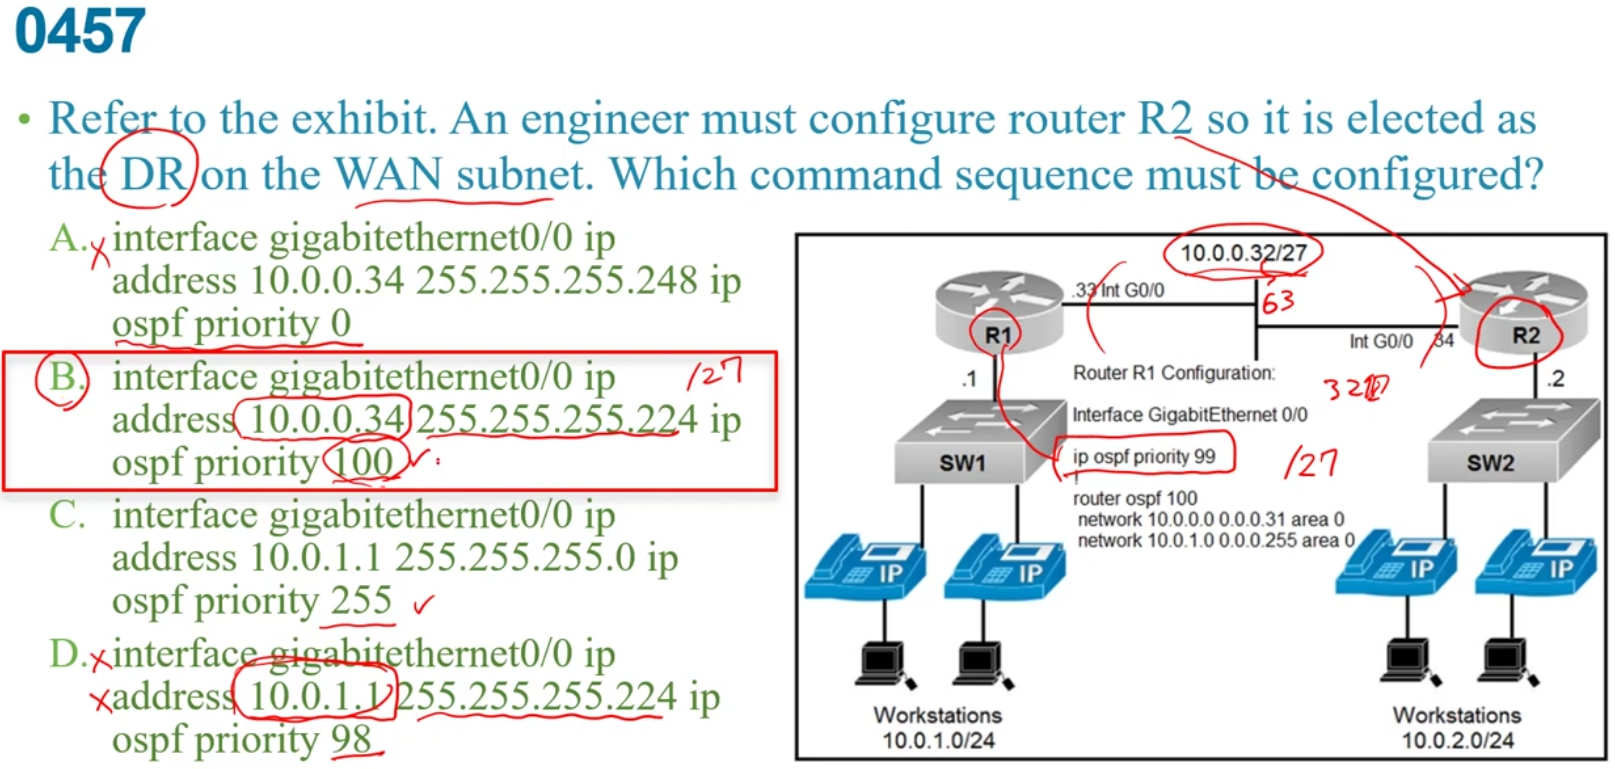 0457
• Refer to the exhibit. An engineer must configure router R2 so it is elected as
the DR on the WAN subnet. Which command sequence must be configured?
A. interface gigabitethernet0/0 ip
address 10.0.0.34 255.255.255.248 ip
ospf priority 0
B. interface gigabitethernet0/0 ip
/27
address 10.0.0.34 255.255.255.224 ip
ospf priority 100
C. interface gigabitethernet0/0 ip
address 10.0.1.1 255.255.255.0 ip
ospf priority 255
D. interface gigabitethernet0/0 ip
address 10.0.1.1 255.255.255.224 ip
ospf priority 98
10.0.0.32/27
63
.33 Int G0/0
R1
R2
Int G0/0 .34
.1
.2
Router R1 Configuration:
Interface GigabitEthernet 0/0
ip ospf priority 99
/27
!
router ospf 100
network 10.0.0.0 0.0.0.31 area 0
network 10.0.1.0 0.0.0.255 area 0
SW1
SW2
IP
IP
IP
IP
Workstations
10.0.1.0/24
Workstations
10.0.2.0/24